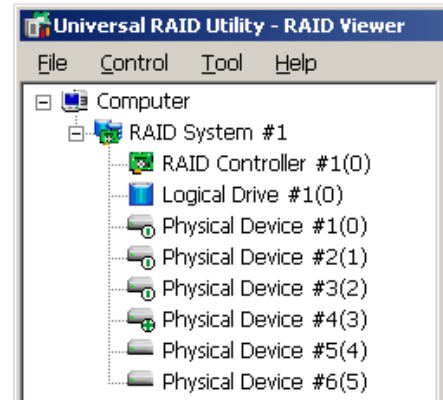 Universal RAID Utility - RAID Viewer
File Control Tool Help
Computer
RAID System #1
RAID Controller #1(0)
Logical Drive #1(0)
Physical Device #1(0)
Physical Device #2(1)
Physical Device #3(2)
Physical Device #4(3)
Physical Device #5(4)
Physical Device #6(5)